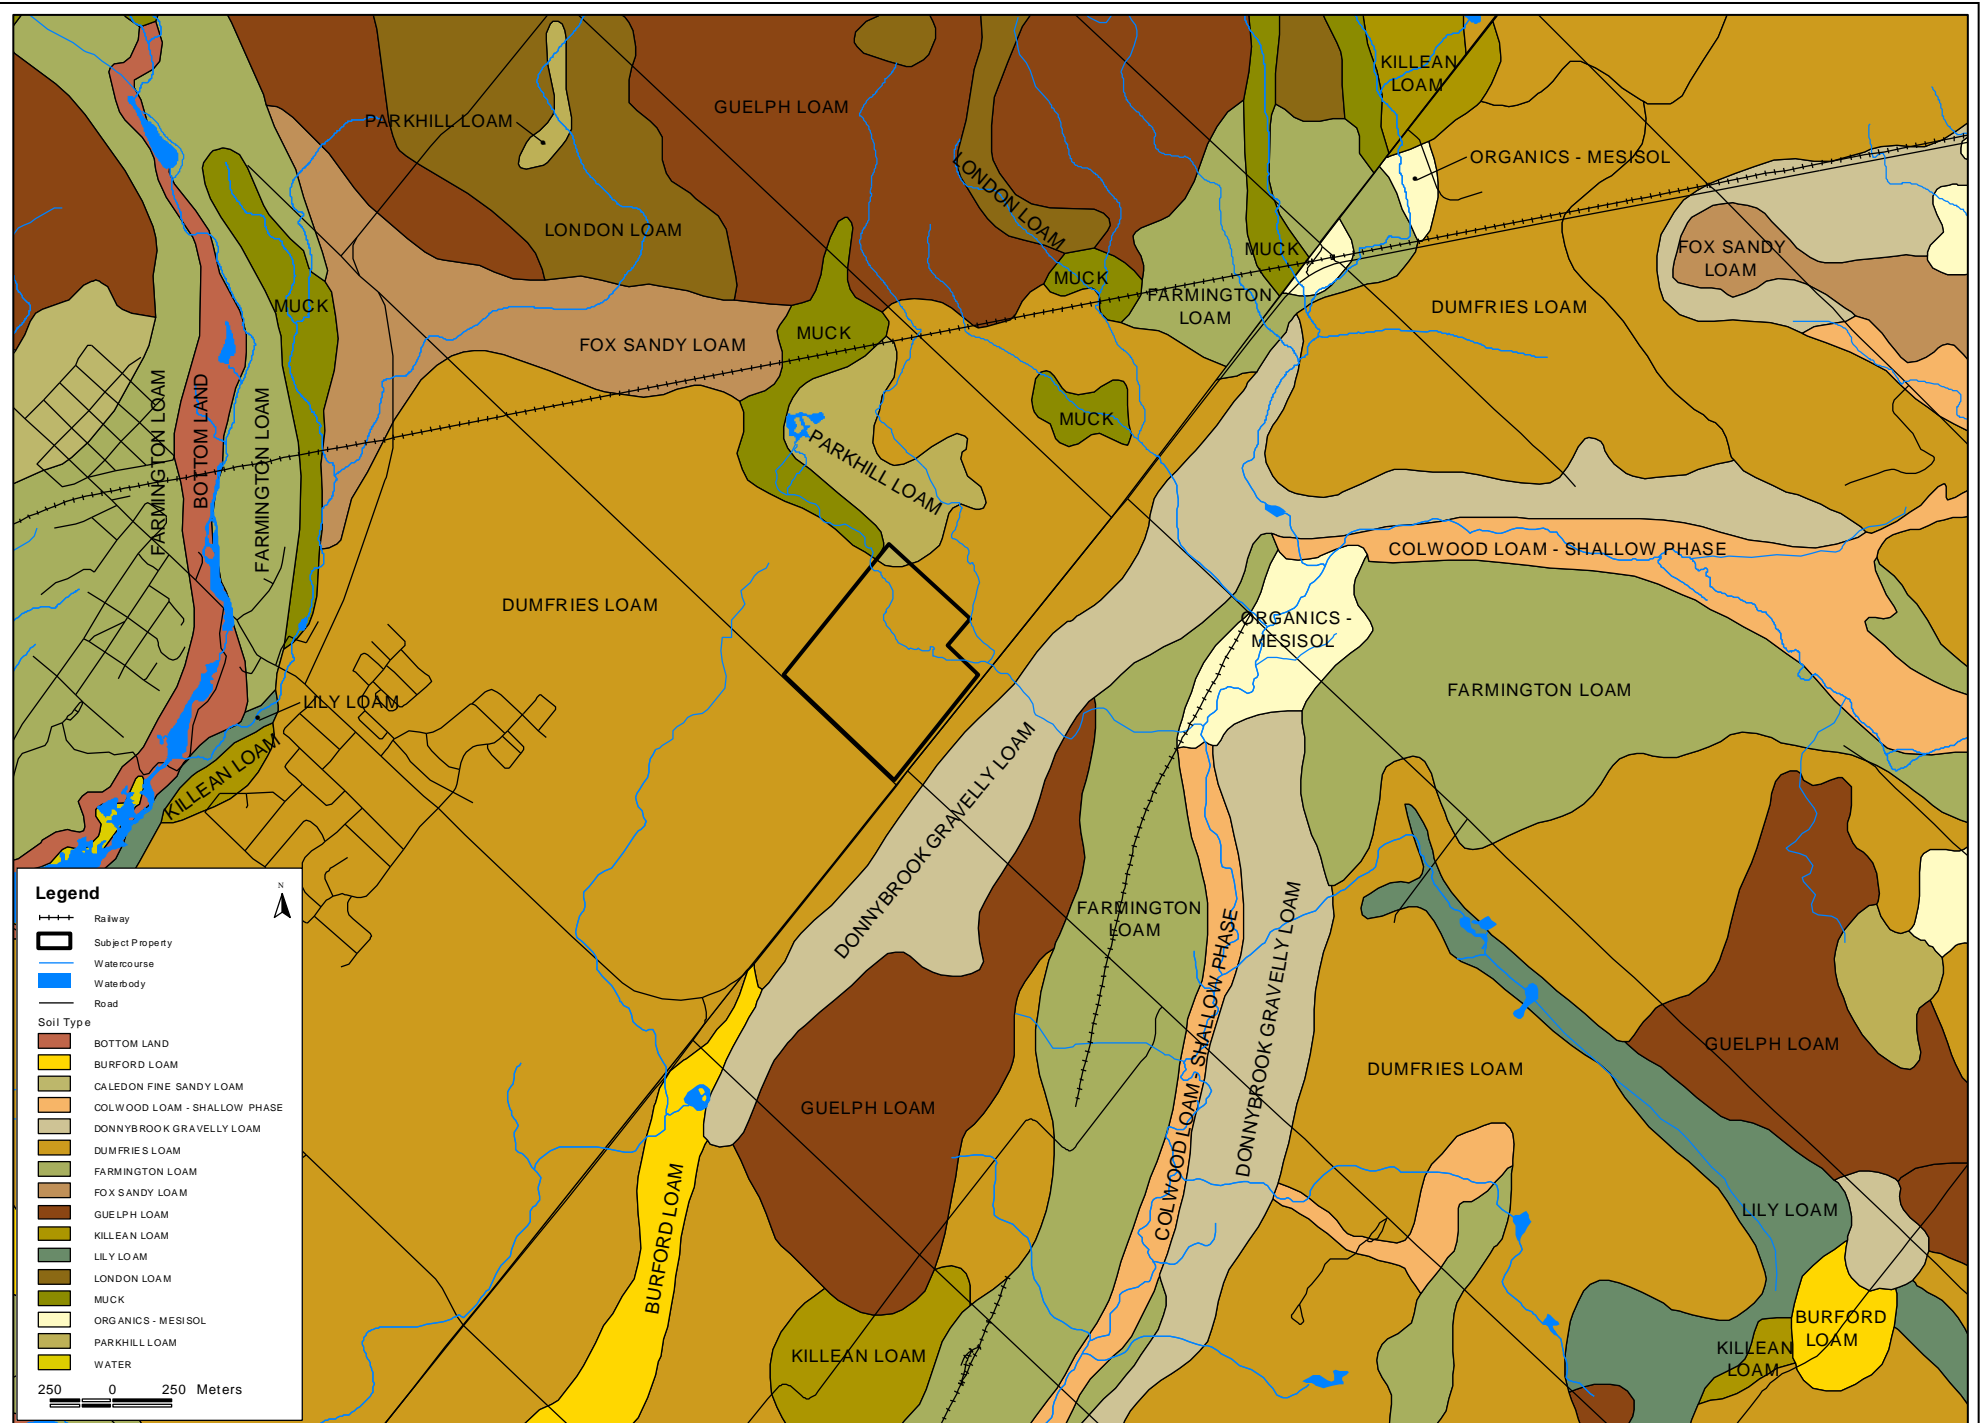 KILLEAN
LOAM
PARKHILL LOAM
GUELPH LOAM
ORGANICS - MESISOL
LONDON LOAM
LONDON LOAM
MUCK
FOX SANDY
LOAM
MUCK
MUCK
FARMINGTON
LOAM
DUMFRIES LOAM
MUCK
FOX SANDY LOAM
FARMINGTON LOAM
BOTTOM LAND
FARMINGTON LOAM
MUCK
PARKHILL LOAM
COLWOOD LOAM - SHALLOW PHASE
DUMFRIES LOAM
ORGANICS -
MESISOL
FARMINGTON LOAM
LILY LOAM
KILLEAN LOAM
DONNYBROOK GRAVELLY LOAM
FARMINGTON
LOAM
COLWOOD LOAM - SHALLOW PHASE
DONNYBROOK GRAVELLY LOAM
GUELPH LOAM
DUMFRIES LOAM
GUELPH LOAM
BURFORD LOAM
LILY LOAM
BURFORD
LOAM
KILLEAN
LOAM
KILLEAN LOAM
Legend
N
Railway
Subject Property
Watercourse
Waterbody
Road
Soil Type
BOTTOM LAND
BURFORD LOAM
CALEDON FINE SANDY LOAM
COLWOOD LOAM - SHALLOW PHASE
DONNYBROOK GRAVELLY LOAM
DUMFRIES LOAM
FARMINGTON LOAM
FOX SANDY LOAM
GUELPH LOAM
KILLEAN LOAM
LILY LOAM
LONDON LOAM
MUCK
ORGANICS - MESISOL
PARKHILL LOAM
WATER
250 0 250 Meters